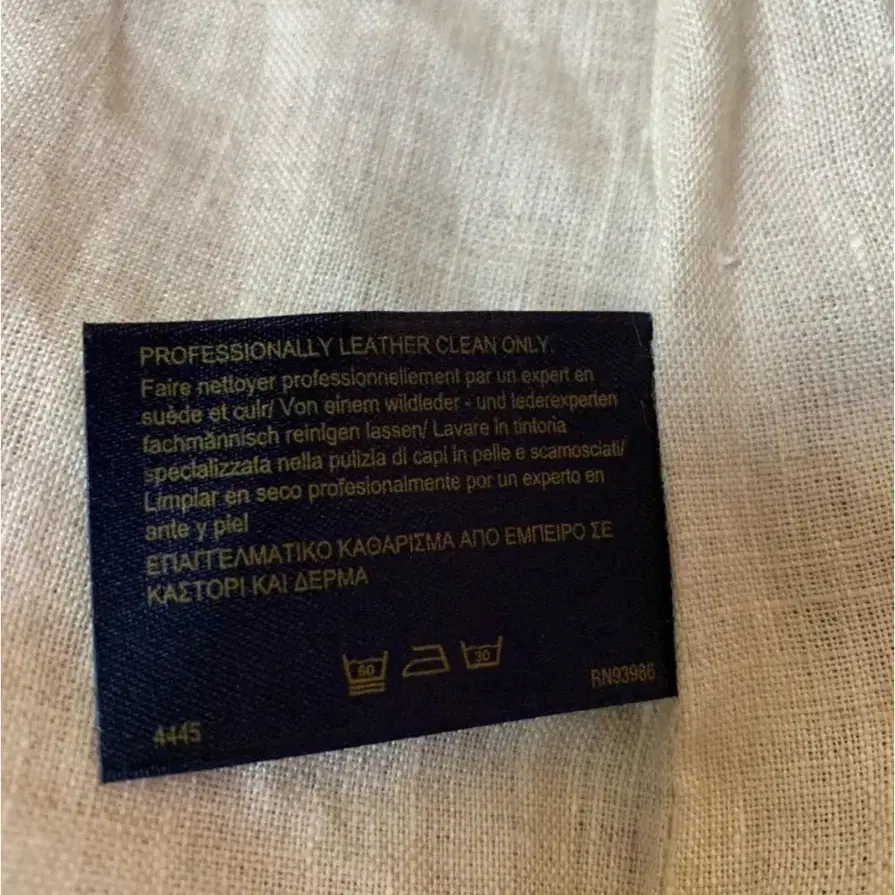 PROFESSIONALLY LEATHER CLEAN ONLY.
Faire nettoyer professionnellement par un expert en
suède et cuir/ Von einem wildleder - und lederexperten
fachmännisch reinigen lassen/ Lavare in tintoria
specializzata nella pulizia di capi in pelle e scamosciati/
Limpiar en seco profesionalmente por un experto en
ante y piel
ΕΠΑΓΓΕΛΜΑΤΙΚΟ ΚΑΘΑΡΙΣΜΑ ΑΠΟ ΕΜΠΕΙΡΟ ΣΕ
ΚΑΣΤΟΡΙ ΚΑΙ ΔΕΡΜΑ
60 30
RN93986
4445